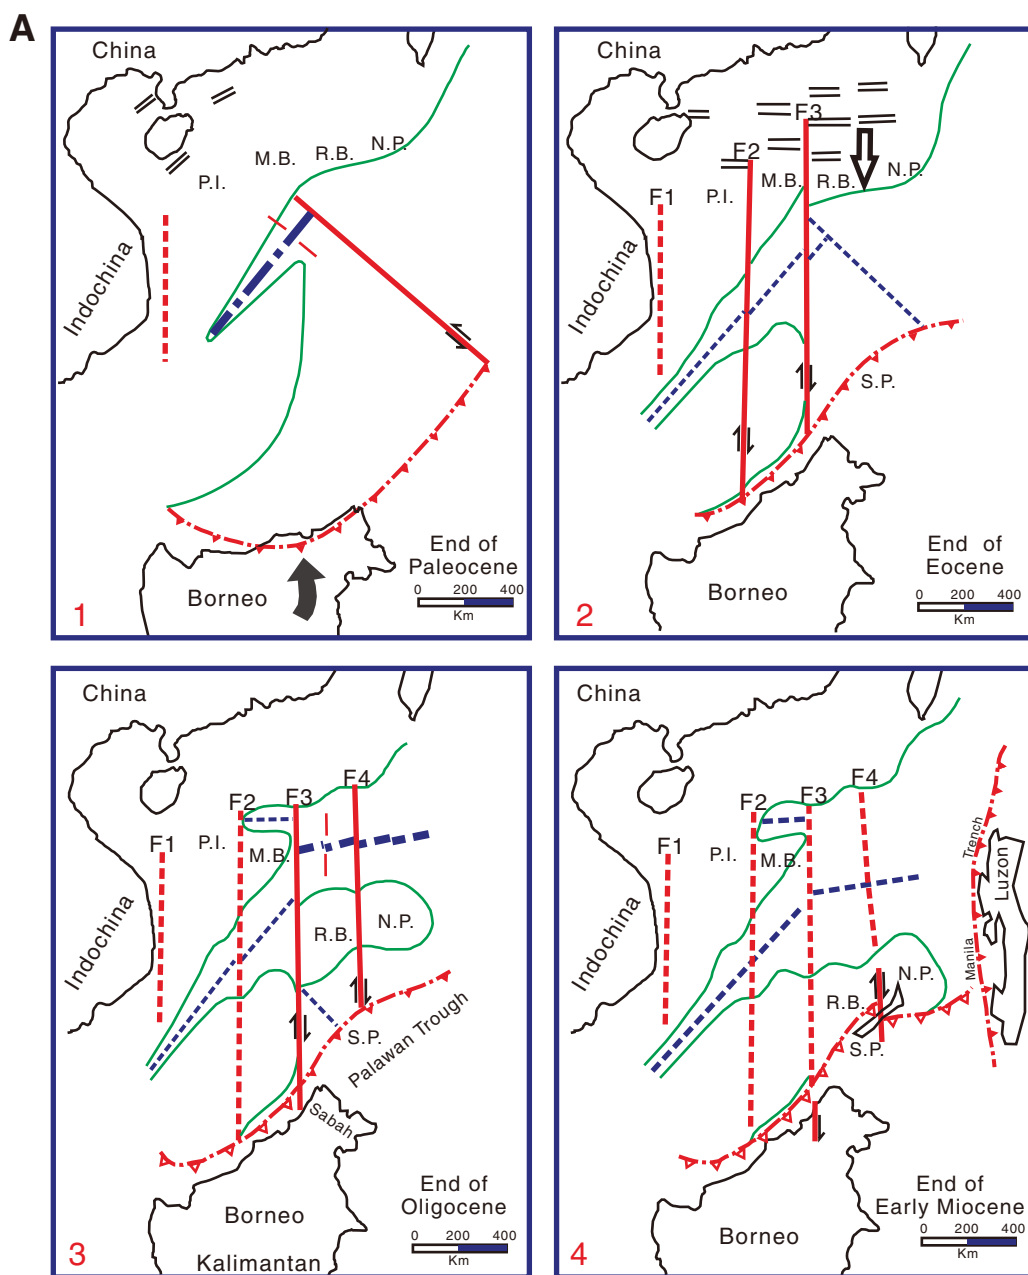 A
China
N.P.
R.B.
M.B.
P.I.
Indochina
End of
Paleocene
Borneo
0 200 400
Km
1
China
F3
F2
N.P.
M.B.
R.B.
P.I.
F1
Indochina
S.P.
End of
Eocene
Borneo
0 200 400
Km
2
China
F4
F3
F2
F1
P.I.
M.B.
N.P.
R.B.
Indochina
S.P.
Palawan Trough
Sabah
End of
Oligocene
Borneo
Kalimantan
0 200 400
Km
3
China
F4
F3
F2
F1
P.I.
M.B.
Trench
Luzon
Manila
N.P.
R.B.
Indochina
S.P.
End of
Early Miocene
Borneo
0 200 400
Km
4